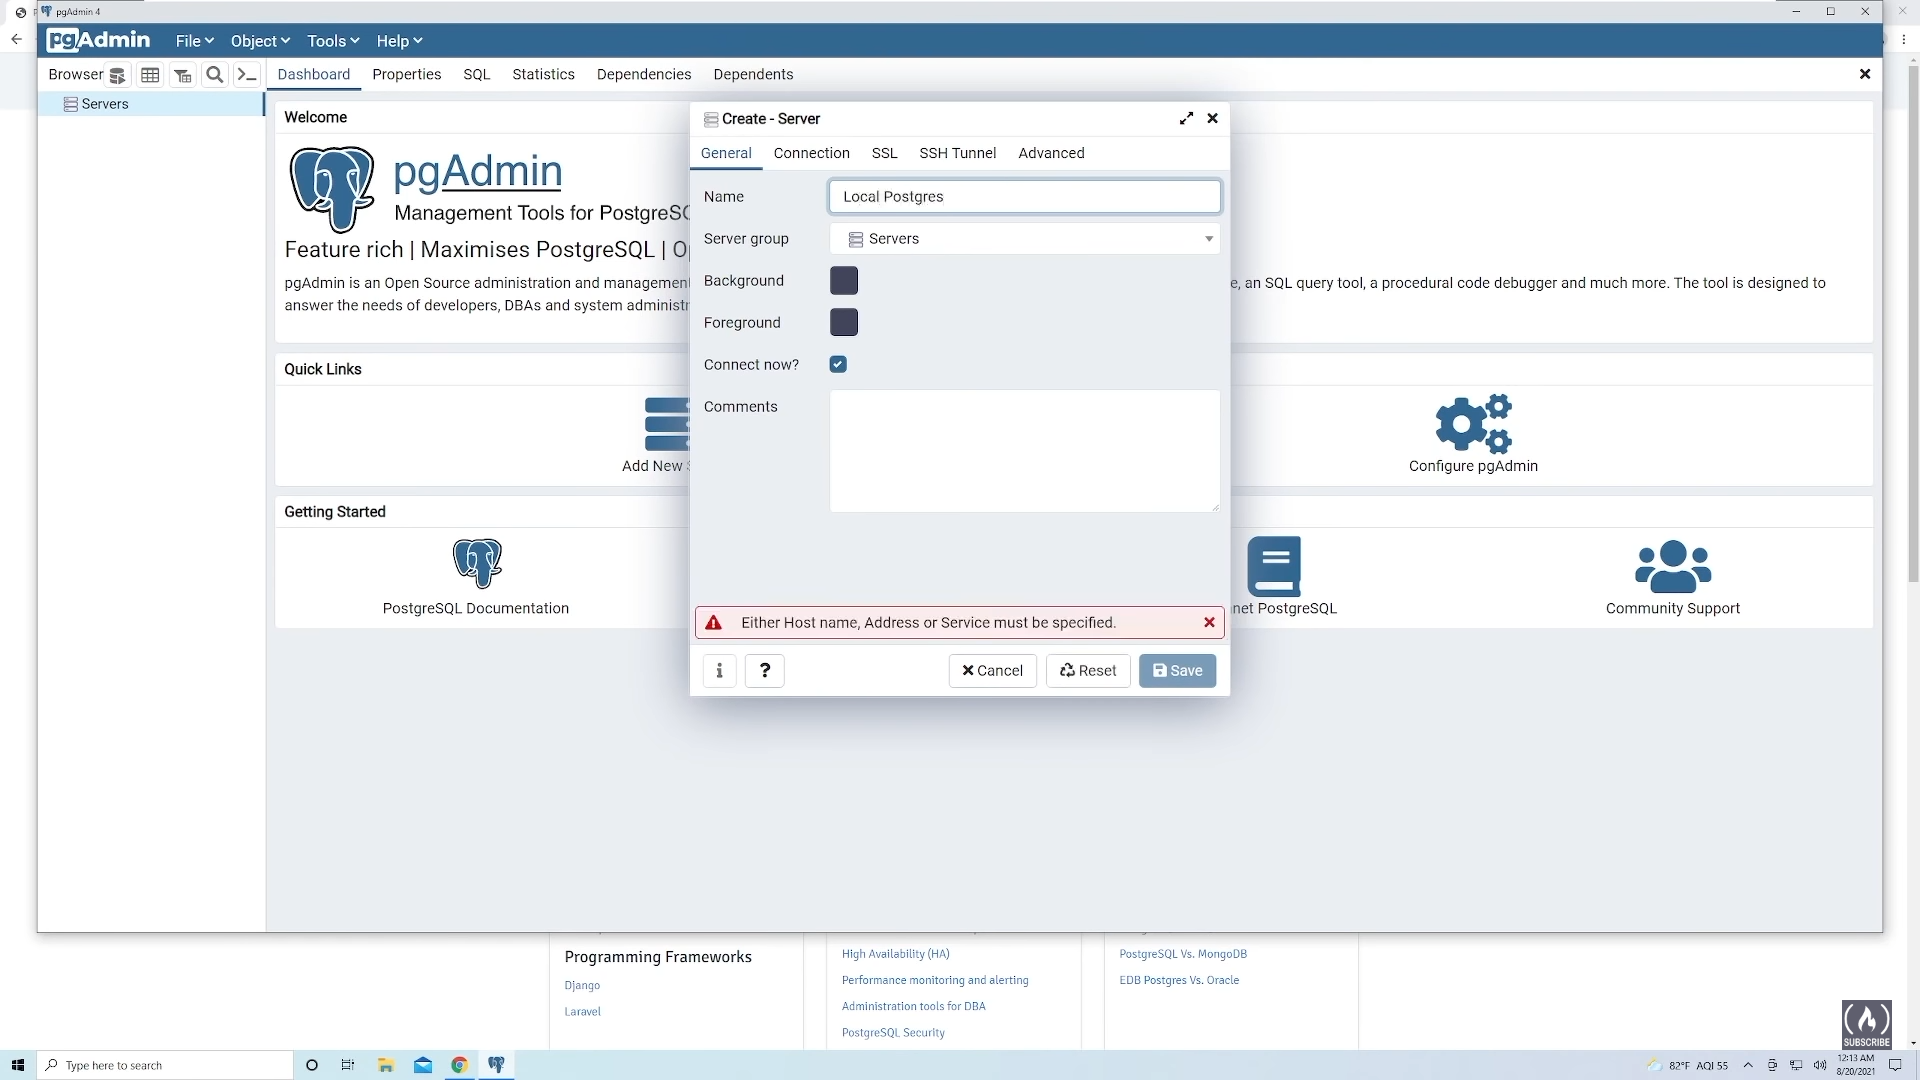 pgAdmin 4
pgAdmin File Object Tools Help
Browser Dashboard Properties SQL Statistics Dependencies Dependents
Servers
Welcome
pgAdmin
Management Tools for PostgreSQ
Feature rich | Maximises PostgreSQL | O
pgAdmin is an Open Source administration and managemen
e, an SQL query tool, a procedural code debugger and much more. The tool is designed to
answer the needs of developers, DBAs and system administr
Create - Server
General Connection SSL SSH Tunnel Advanced
Name Local Postgres
Server group Servers
Background
Foreground
Connect now?
Comments
Either Host name, Address or Service must be specified.
i ? Cancel Reset Save
Quick Links
Add New
Configure pgAdmin
Getting Started
PostgreSQL Documentation
net PostgreSQL
Community Support
Programming Frameworks
Django
Laravel
High Availability (HA)
Performance monitoring and alerting
Administration tools for DBA
PostgreSQL Security
PostgreSQL Vs. MongoDB
EDB Postgres Vs. Oracle
SUBSCRIBE
Type here to search
82°F AQI 55
12:13 AM
8/20/2021